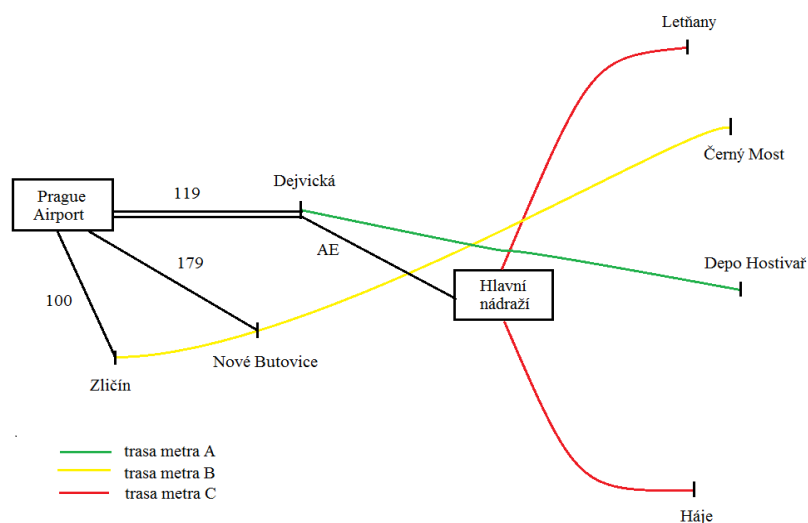 Letňany
Černý Most
Dejvická
119
Prague
Airport
AE
179
Depo Hostivař
Hlavní
nádraží
100
Nové Butovice
Zličín
trasa metra A
trasa metra B
trasa metra C
Háje